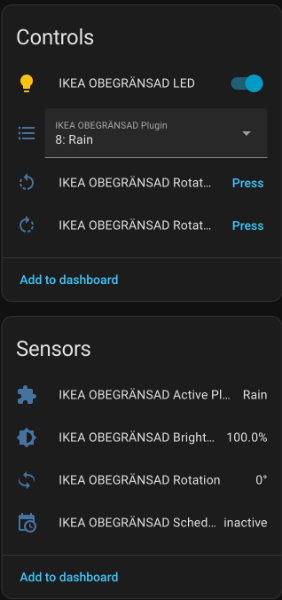 Controls
IKEA OBEGRÄNSAD LED
IKEA OBEGRÄNSAD Plugin
8: Rain
IKEA OBEGRÄNSAD Rotat... Press
IKEA OBEGRÄNSAD Rotat... Press
Add to dashboard
Sensors
IKEA OBEGRÄNSAD Active Pl... Rain
IKEA OBEGRÄNSAD Bright... 100.0%
IKEA OBEGRÄNSAD Rotation 0°
IKEA OBEGRÄNSAD Sched... inactive
Add to dashboard